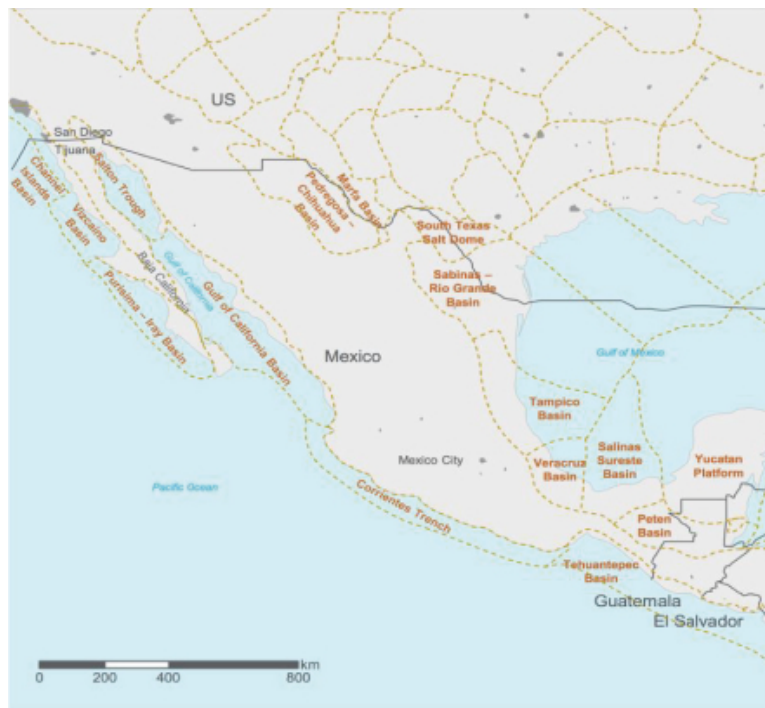 US
San Diego
Tijuana
Salton Trough
Channel
Islands
Basin
Vizcaino
Basin
Marfa Basin
Pedregosa –
Chihuahua
Basin
South Texas
Salt Dome
Sabinas –
Rio Grande
Basin
Baja California
Gulf of California
Gulf of California Basin
Purisima – Iray Basin
Mexico
Gulf of Mexico
Tampico
Basin
Salinas
Sureste
Basin
Yucatan
Platform
Mexico City
Veracruz
Basin
Pacific Ocean
Corrientes Trench
Peten
Basin
Tehuantepec
Basin
Guatemala
El Salvador
km
0
200
400
800